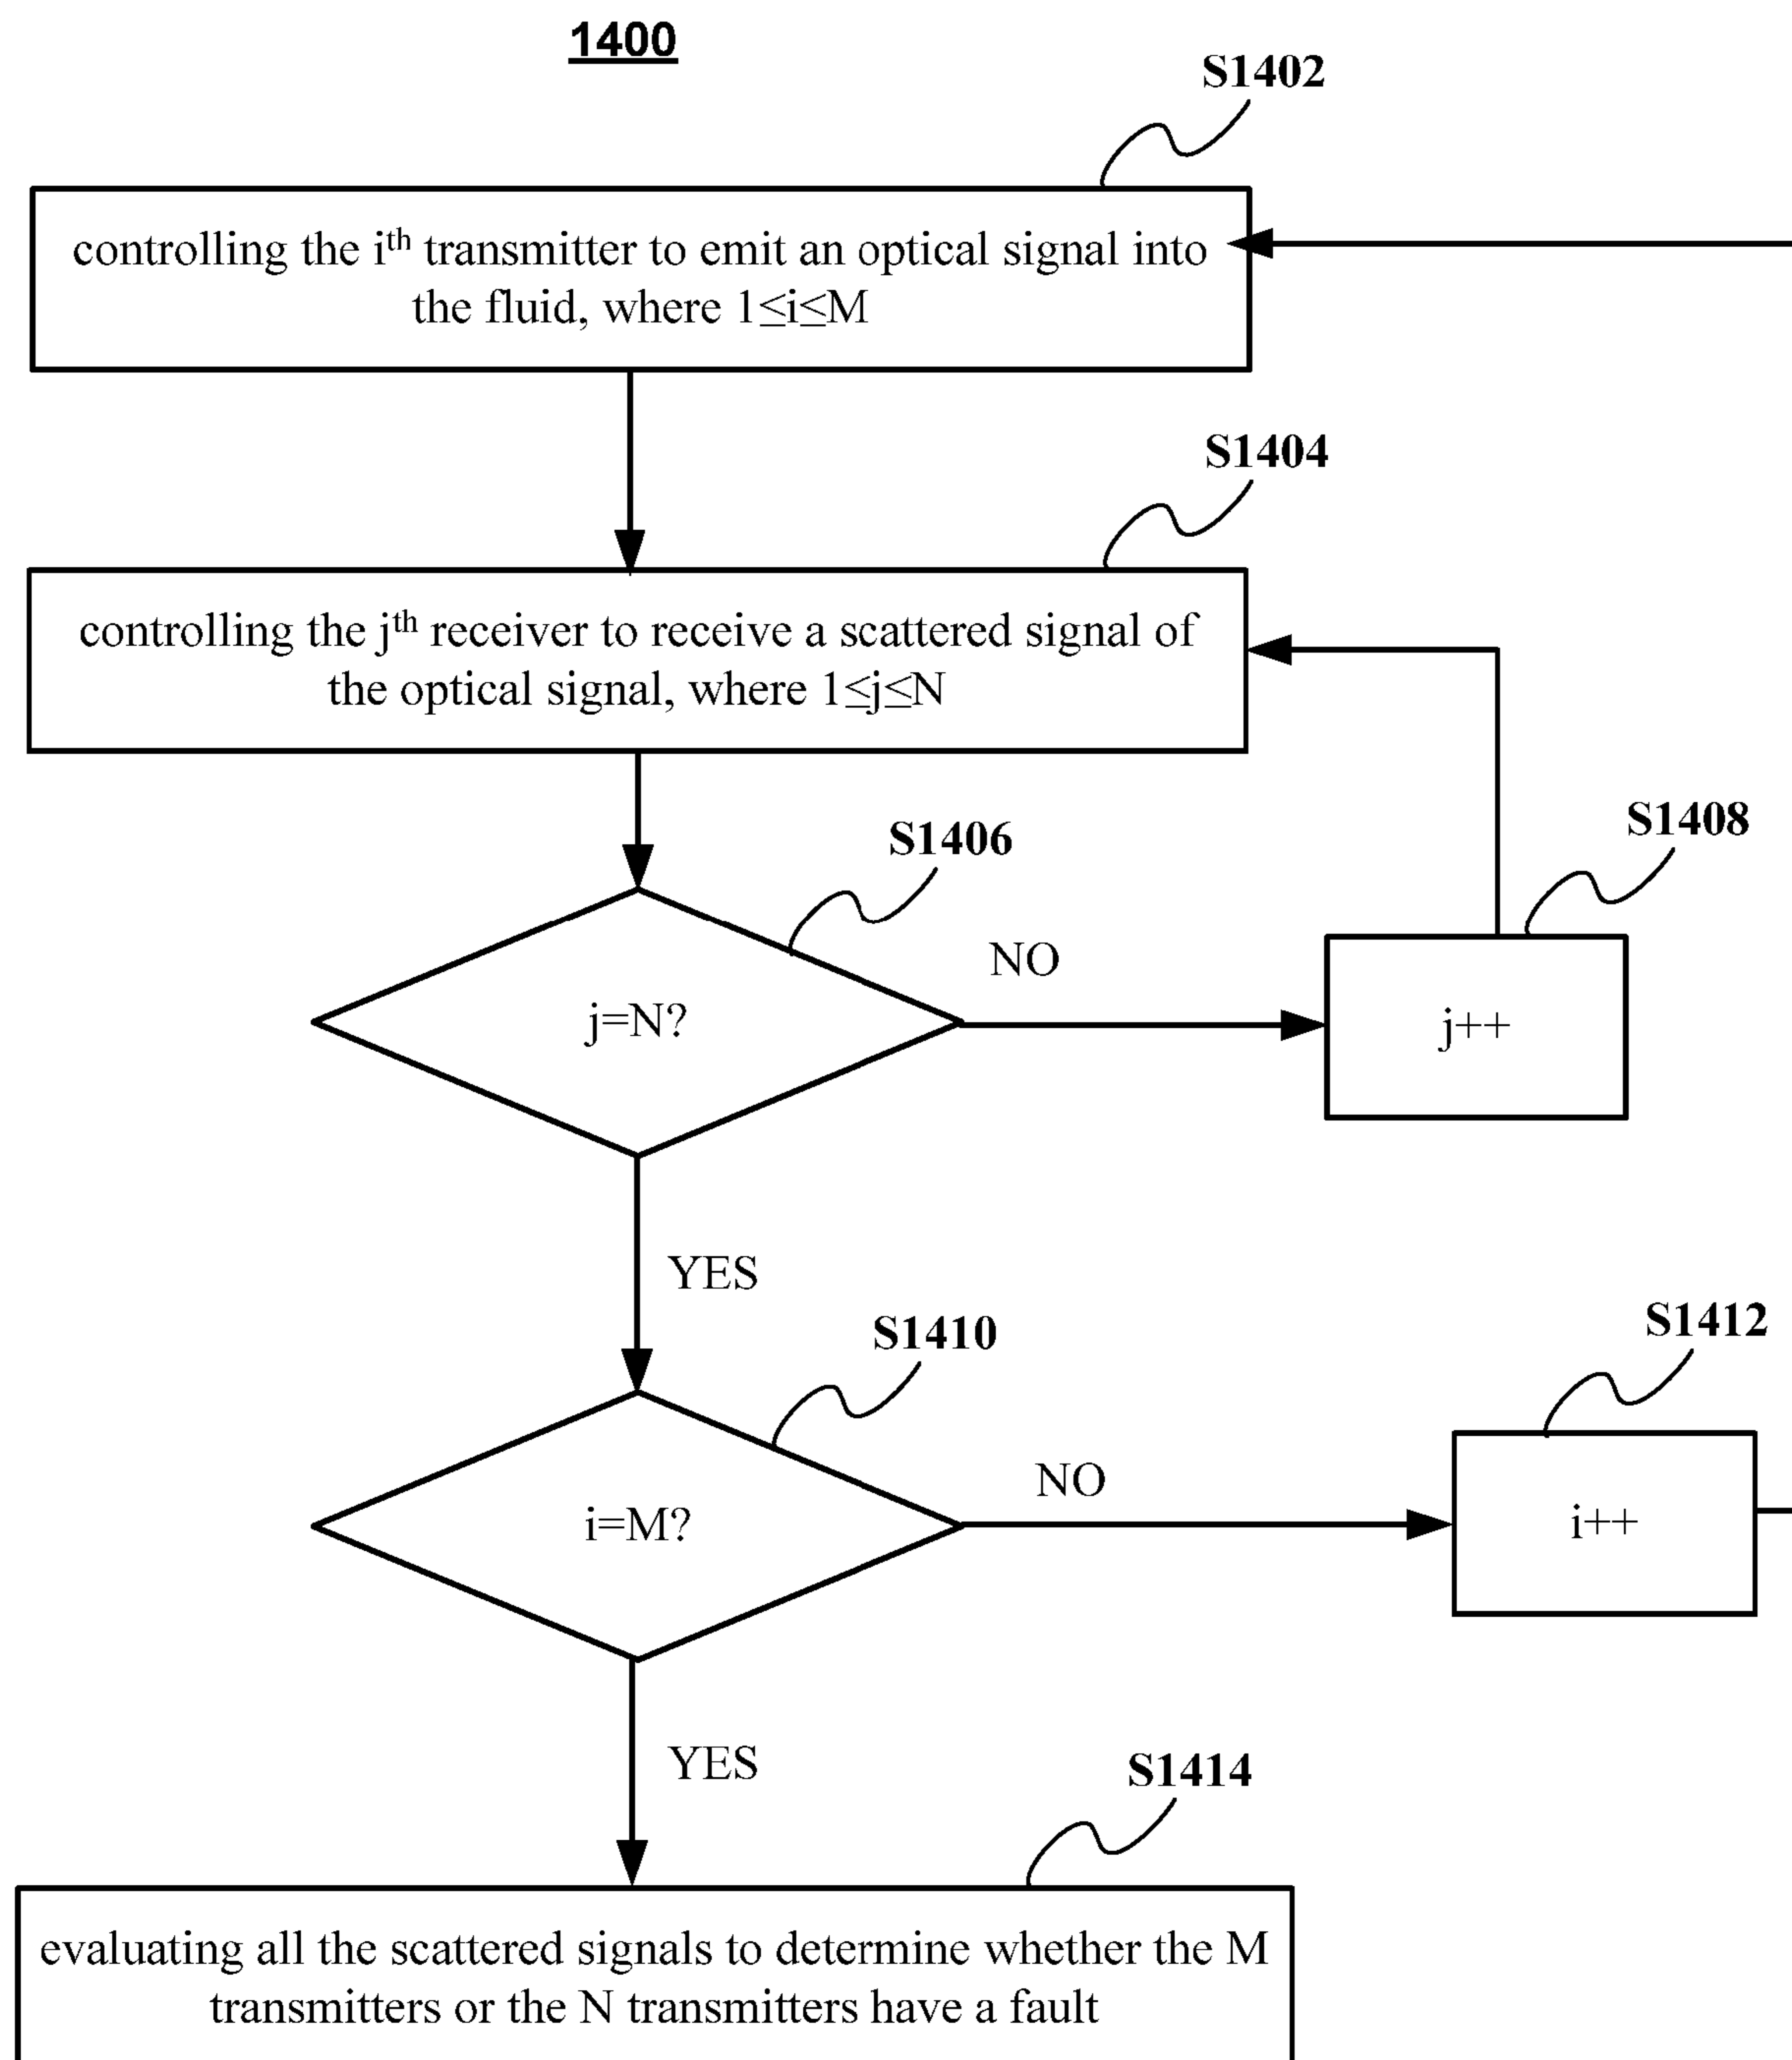 1400
S1402
controlling the ith transmitter to emit an optical signal into
the fluid, where 1≤i≤M
S1404
controlling the jth receiver to receive a scattered signal of
the optical signal, where 1≤j≤N
S1406
S1408
NO
j=N?
j++
YES
S1410
S1412
NO
i=M?
i++
YES
S1414
evaluating all the scattered signals to determine whether the M
transmitters or the N transmitters have a fault